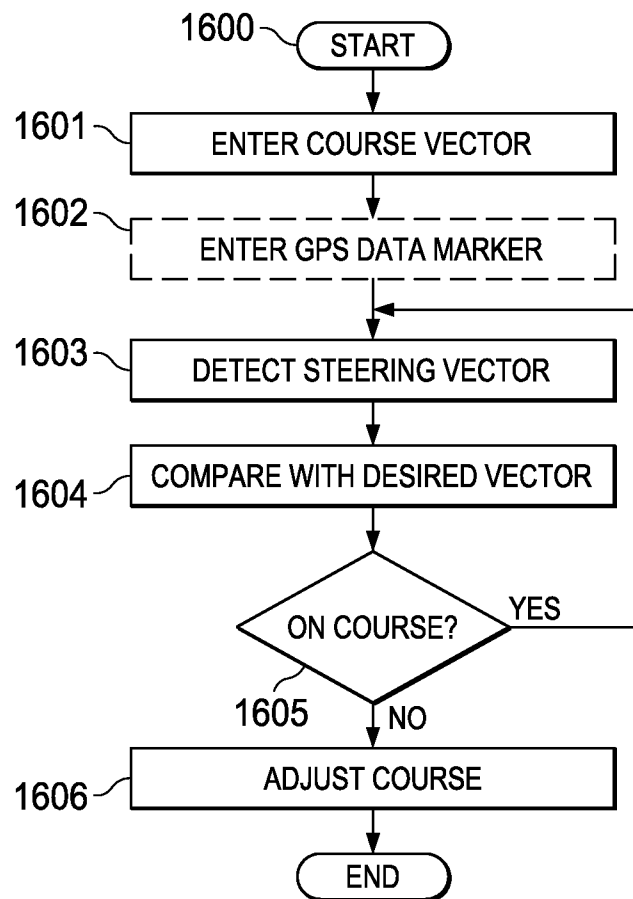 1600
START
1601
ENTER COURSE VECTOR
1602
ENTER GPS DATA MARKER
1603
DETECT STEERING VECTOR
1604
COMPARE WITH DESIRED VECTOR
ON COURSE?
YES
1605
NO
1606
ADJUST COURSE
END